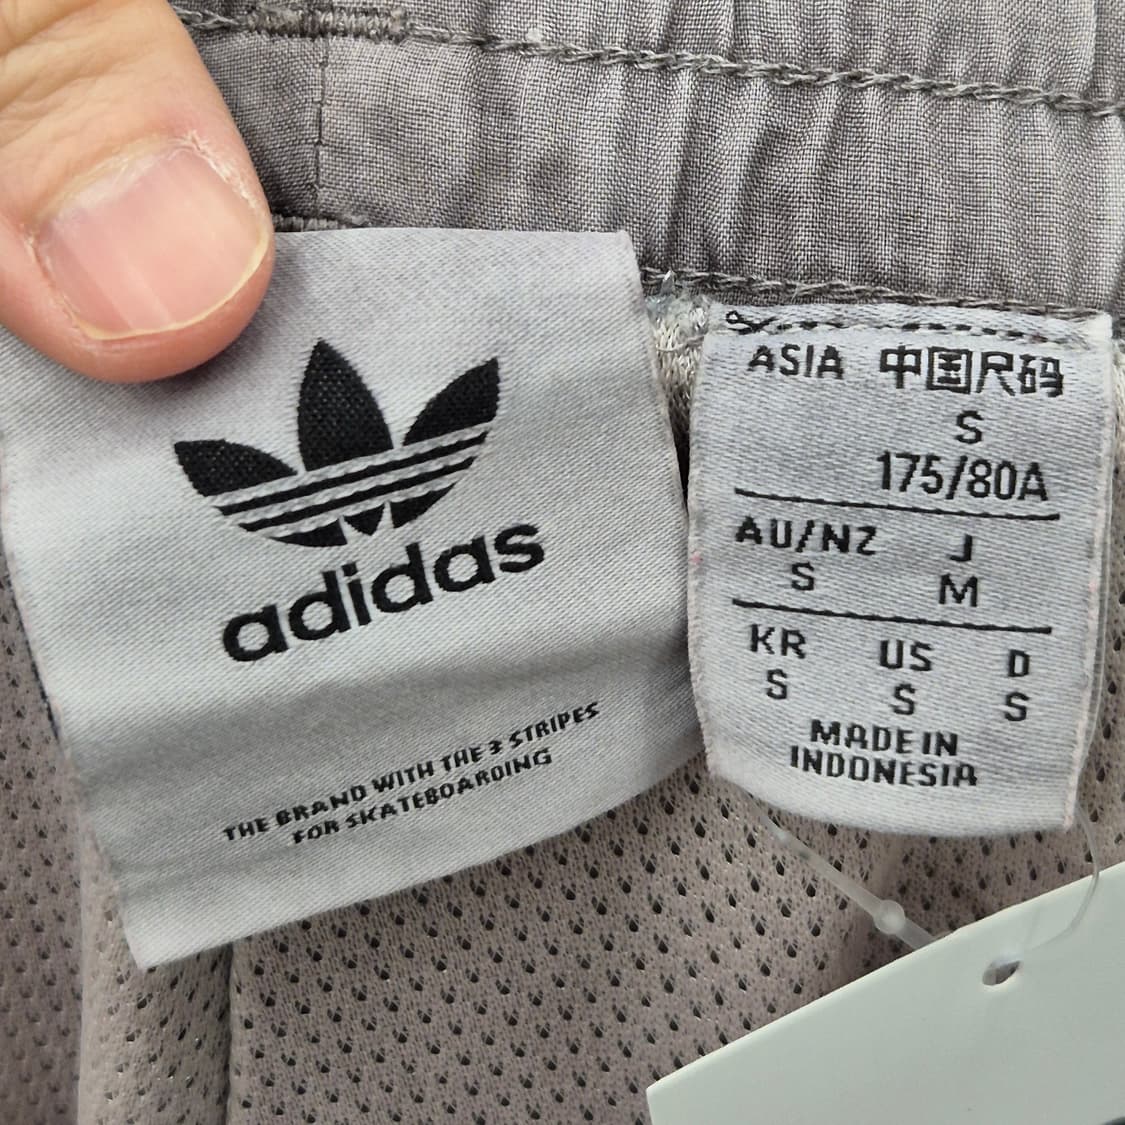 adidas
THE BRAND WITH THE 3 STRIPES
FOR SKATEBOARDING
ASIA 中国尺码
S
175/80A
AU/NZ J
S M
KR US D
S S S
MADE IN
INDONESIA